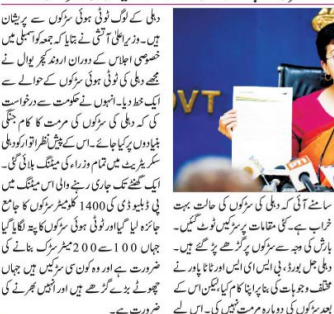 دہلی کے لوگ ٹوٹی ہوئی سڑکوں سے پریشان
ہیں۔ وزیراعلیٰ آتشی نے بتایا کہ جمعہ کو اسمبلی میں
خصوصی اجلاس کے دوران اروند کیجریوال نے
مجھے دہلی کی ٹوٹی ہوئی سڑکوں کے حوالے سے
ایک خط دیا۔ انہوں نے حکومت سے درخواست
کی کہ دہلی کی سڑکوں کی مرمت کا کام جنگی
بنیادوں پر کیا جائے۔ اس کے پیش نظر اتوار کو دہلی
سکریٹریٹ میں تمام وزراء کی میٹنگ بلائی گئی۔
ایک گھنٹے تک جاری رہنے والی اس میٹنگ میں
پی ڈبلیو ڈی کی 1400 کلومیٹر سڑکوں کا جامع
جائزہ لیا گیا اور ٹوٹی ہوئی سڑکوں کا پتہ لگایا گیا
جہاں 100 سے 200 میٹر سڑک بنانے کی
ضرورت ہے اور وہ کون سی سڑکیں ہیں جہاں
چھوٹے بڑے گڑھے ہیں اور انہیں بھرنے کی
ضرورت ہے۔
OVT
سامنے آئی کہ دہلی کی سڑکوں کی حالت بہت
خراب ہے۔ کئی مقامات پر سڑکیں ٹوٹ گئیں۔
بارش کی وجہ سے سڑکوں پر گڑھے پڑ گئے ہیں۔
دہلی جل بورڈ، بی ایس ای ایس اور ٹاٹا پاور نے
مختلف وجوہات کی بنا پر اپنا کام کیا، لیکن اس کے
بعد سڑکوں کی دوبارہ مرمت نہیں کی۔ اس لیے